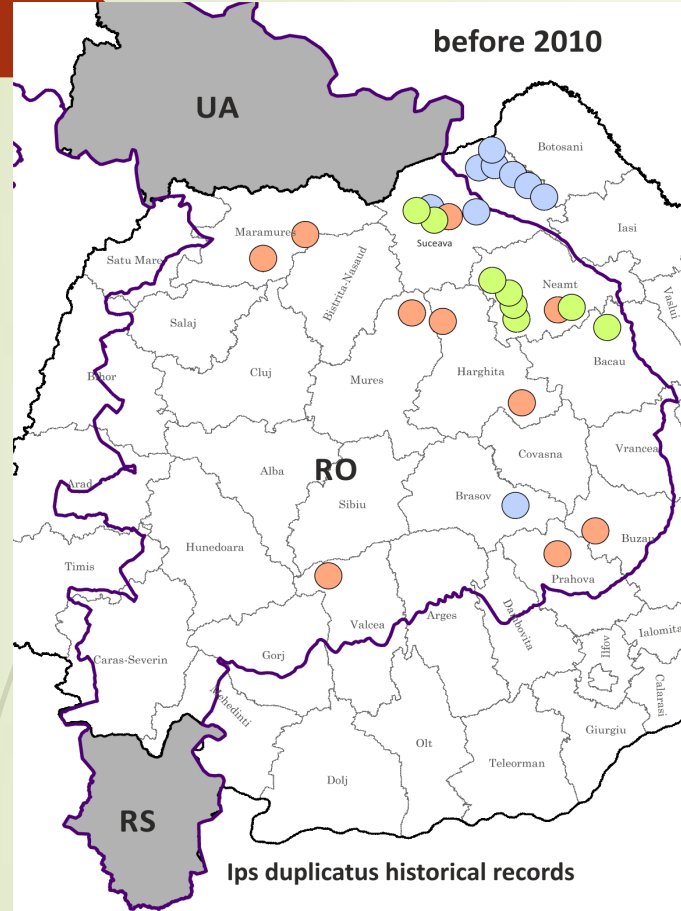 before 2010
UA
Botosani
Iasi
Maramures
Suceava
Satu Mare
Bistrita-Nasaud
Neamt
Vaslui
Salaj
Bacau
Bihor
Cluj
Mures
Harghita
Covasna
Vrancea
Alba
RO
Arad
Sibiu
Brasov
Hunedoara
Buzau
Timis
Prahova
Valcea
Arges
Dambovita
Ialomita
Gorj
Ilfov
Caras-Severin
Calarasi
Mehedinti
Giurgiu
Olt
Teleorman
Dolj
RS
Ips duplicatus historical records